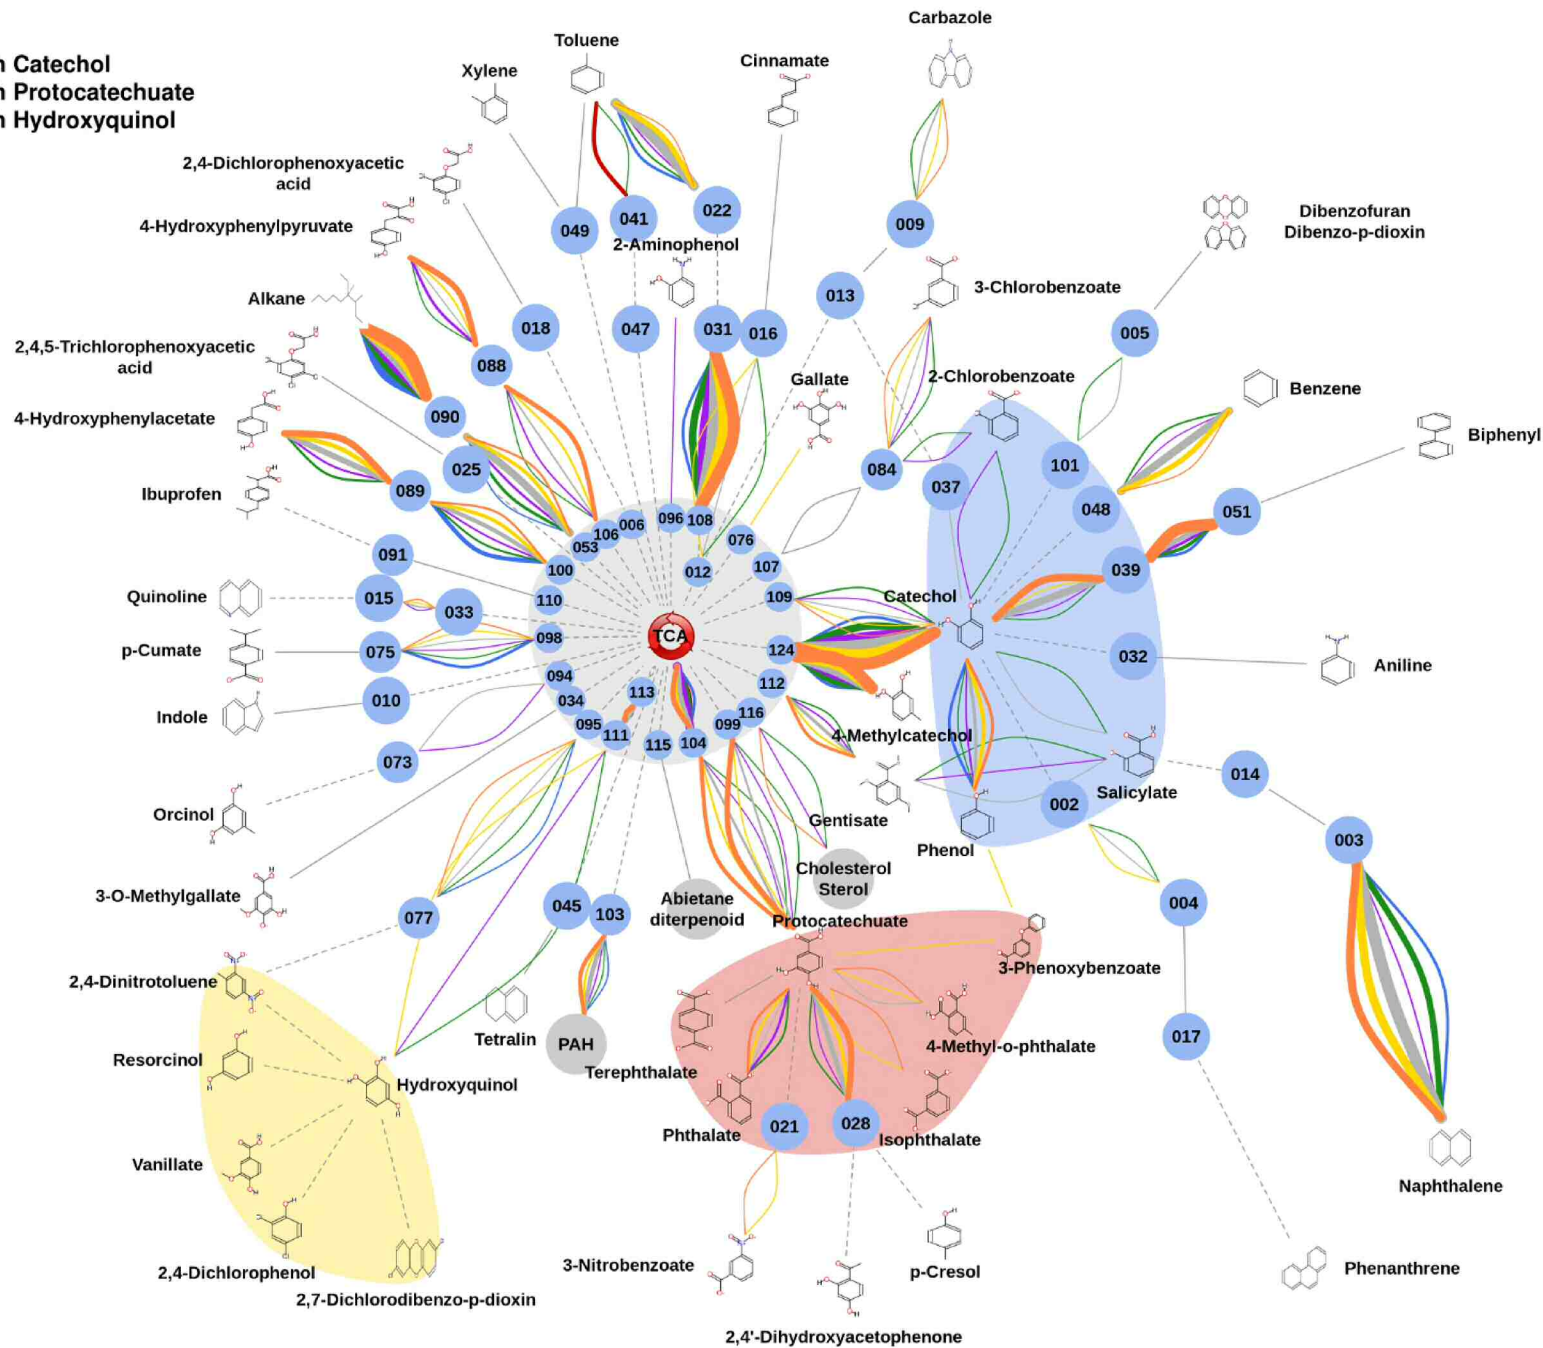 Carbazole
Toluene
Cinnamate
Xylene
n Catechol
n Protocatechuate
n Hydroxyquinol
2,4-Dichlorophenoxyacetic
acid
4-Hydroxyphenylpyruvate
049
041
022
009
Dibenzofuran
Dibenzo-p-dioxin
2-Aminophenol
3-Chlorobenzoate
Alkane
013
018
047
031
016
005
2,4,5-Trichlorophenoxyacetic
acid
088
Gallate
2-Chlorobenzoate
Benzene
4-Hydroxyphenylacetate
090
Biphenyl
025
084
101
Ibuprofen
089
037
048
051
096
108
006
106
053
076
091
100
012
107
039
Quinoline
015
033
110
109
Catechol
p-Cumate
075
098
TCA
124
032
Aniline
Indole
010
094
034
113
112
095
111
115
104
099
116
4-Methylcatechol
073
014
Orcinol
Gentisate
002
Salicylate
Phenol
003
3-O-Methylgallate
Cholesterol
Sterol
Abietane
diterpenoid
077
045
103
Protocatechuate
004
2,4-Dinitrotoluene
3-Phenoxybenzoate
Tetralin
PAH
017
Resorcinol
Hydroxyquinol
Terephthalate
4-Methyl-o-phthalate
Phthalate
021
028
Isophthalate
Vanillate
Naphthalene
2,4-Dichlorophenol
2,7-Dichlorodibenzo-p-dioxin
3-Nitrobenzoate
p-Cresol
Phenanthrene
2,4'-Dihydroxyacetophenone